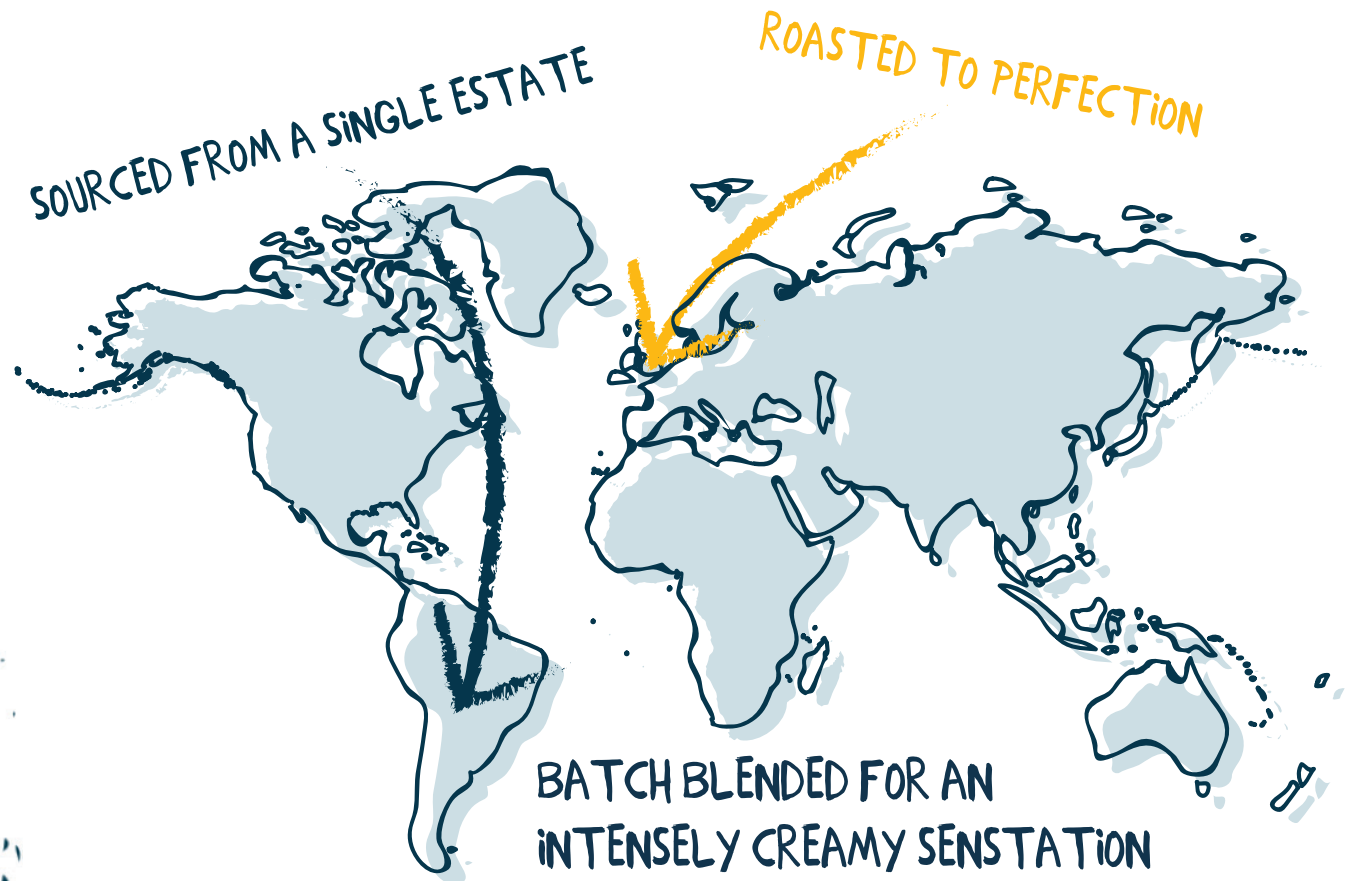 SOURCED FROM A SiNGLE ESTATE
ROASTED TO PERFECTiON
BATCH BLENDED FOR AN
iNTENSELY CREAMY SENSTATiON